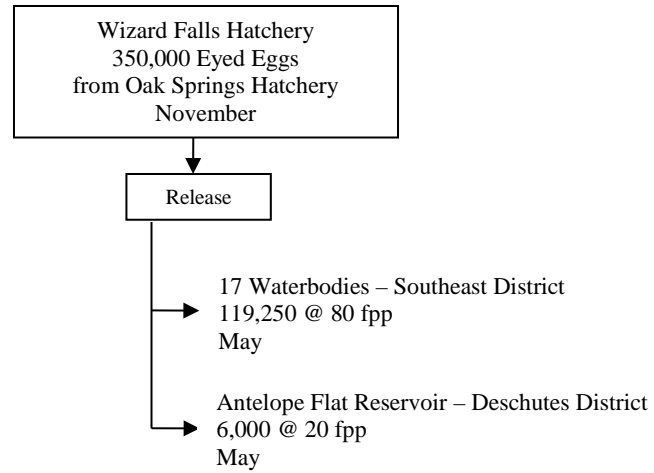 Wizard Falls Hatchery
350,000 Eyed Eggs
from Oak Springs Hatchery
November
Release
17 Waterbodies – Southeast District
119,250 @ 80 fpp
May
Antelope Flat Reservoir – Deschutes District
6,000 @ 20 fpp
May